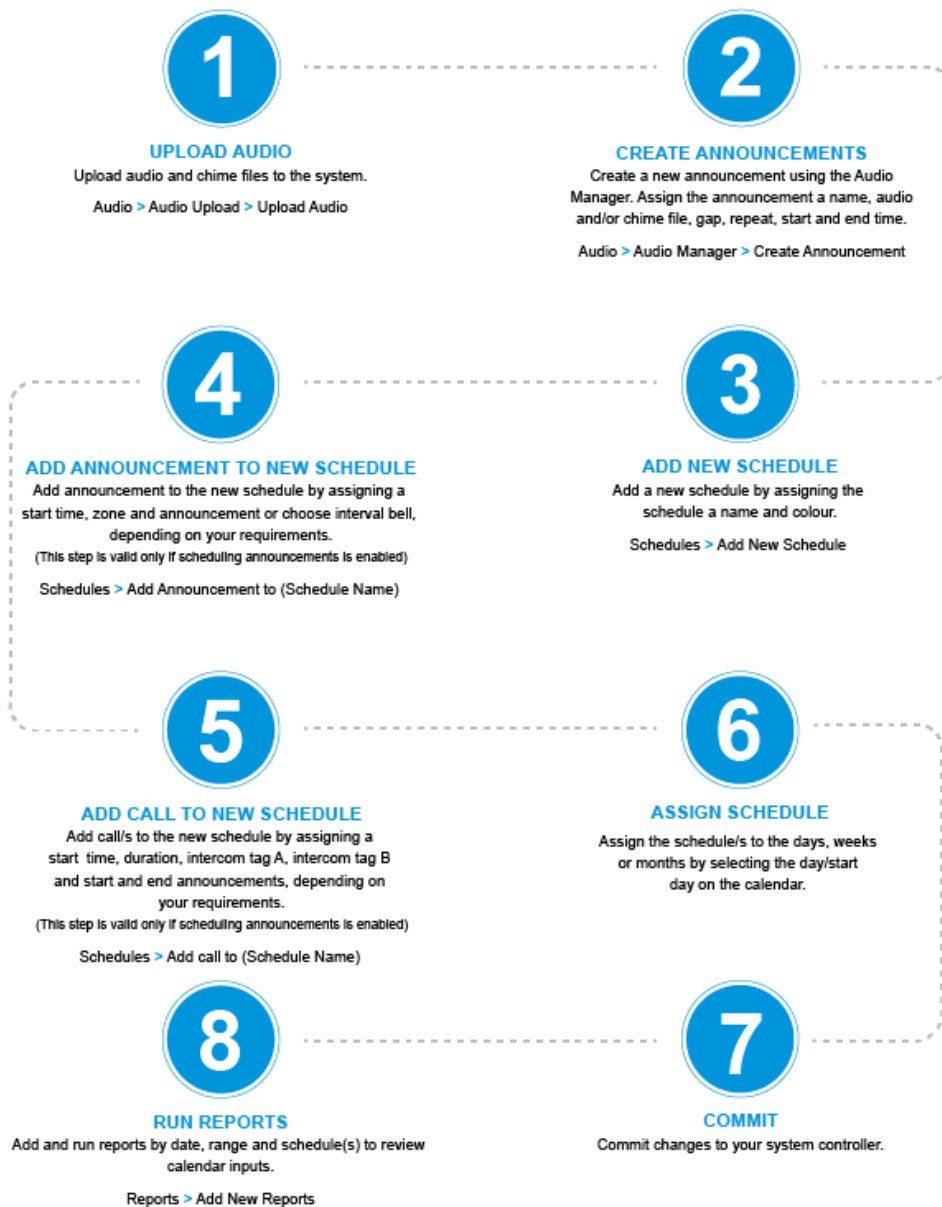 1
UPLOAD AUDIO
Upload audio and chime files to the system.
Audio > Audio Upload > Upload Audio
2
CREATE ANNOUNCEMENTS
Create a new announcement using the Audio
Manager. Assign the announcement a name, audio
and/or chime file, gap, repeat, start and end time.
Audio > Audio Manager > Create Announcement
3
ADD NEW SCHEDULE
Add a new schedule by assigning the
schedule a name and colour.
Schedules > Add New Schedule
4
ADD ANNOUNCEMENT TO NEW SCHEDULE
Add announcement to the new schedule by assigning a
start time, zone and announcement or choose interval bell,
depending on your requirements.
(This step is valid only if scheduling announcements is enabled)
Schedules > Add Announcement to (Schedule Name)
5
ADD CALL TO NEW SCHEDULE
Add call/s to the new schedule by assigning a
start time, duration, intercom tag A, intercom tag B
and start and end announcements, depending on
your requirements.
(This step is valid only if scheduling announcements is enabled)
Schedules > Add call to (Schedule Name)
6
ASSIGN SCHEDULE
Assign the schedule/s to the days, weeks
or months by selecting the day/start
day on the calendar.
7
COMMIT
Commit changes to your system controller.
8
RUN REPORTS
Add and run reports by date, range and schedule(s) to review
calendar inputs.
Reports > Add New Reports